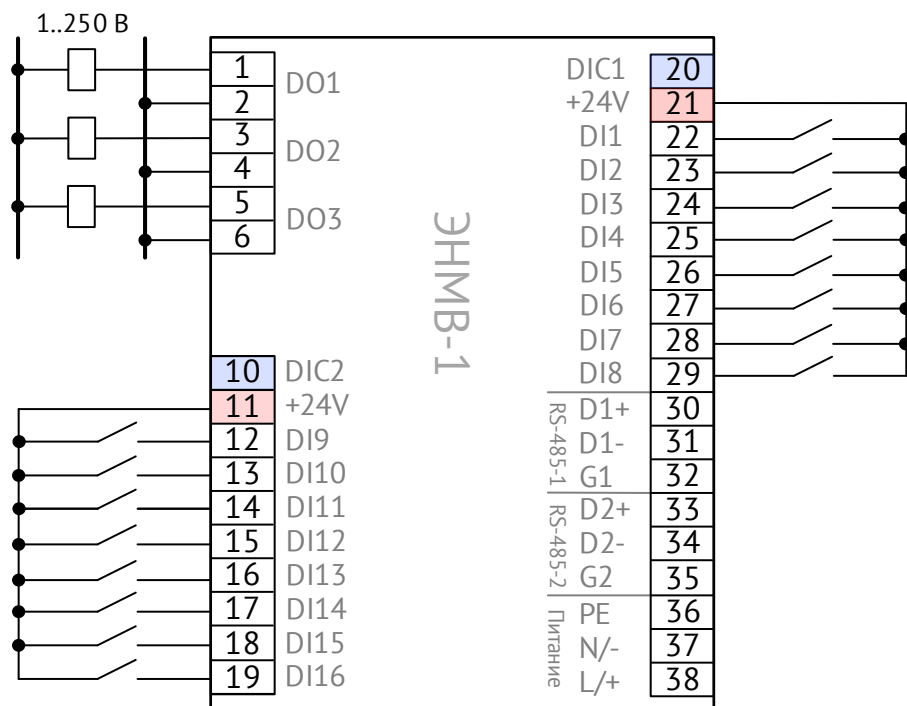 1..250 В
1
DO1
2
3
DO2
4
5
DO3
6
ЭНМВ-1
10 DIC2
11 +24V
12 DI9
13 DI10
14 DI11
15 DI12
16 DI13
17 DI14
18 DI15
19 DI16
DIC1 20
+24V 21
DI1 22
DI2 23
DI3 24
DI4 25
DI5 26
DI6 27
DI7 28
DI8 29
RS-485-1
D1+ 30
D1- 31
G1 32
RS-485-2
D2+ 33
D2- 34
G2 35
Питание
PE 36
N/- 37
L/+ 38